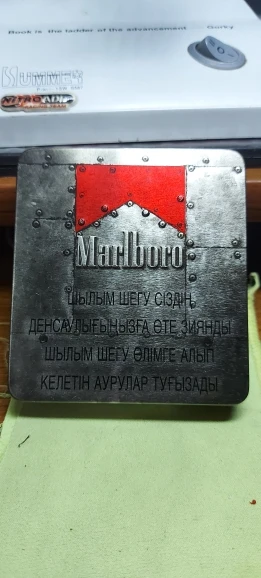 Book is the ladder of the advancement Gorky
SUMMER
Marlboro
ШЫЛЫМ ШЕГУ СІЗДІҢ
ДЕНСАУЛЫҒЫҢЫЗҒА ӨТЕ ЗИЯНДЫ
ШЫЛЫМ ШЕГУ ӨЛІМГЕ АЛЫП
КЕЛЕТІН АУРУЛАР ТУҒЫЗАДЫ